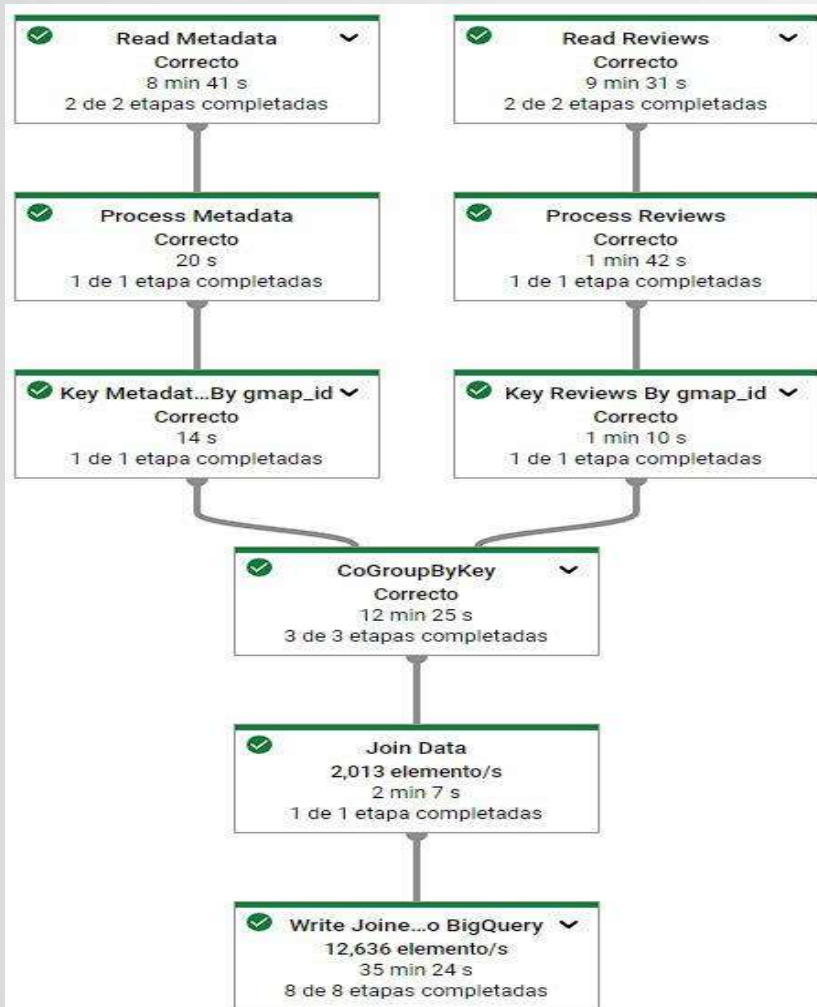 Read Metadata
Correcto
8 min 41 s
2 de 2 etapas completadas
Read Reviews
Correcto
9 min 31 s
2 de 2 etapas completadas
Process Metadata
Correcto
20 s
1 de 1 etapa completadas
Process Reviews
Correcto
1 min 42 s
1 de 1 etapa completadas
Key Metadat...By gmap_id
Correcto
14 s
1 de 1 etapa completadas
Key Reviews By gmap_id
Correcto
1 min 10 s
1 de 1 etapa completadas
CoGroupByKey
Correcto
12 min 25 s
3 de 3 etapas completadas
Join Data
2,013 elemento/s
2 min 7 s
1 de 1 etapa completadas
Write Joine...o BigQuery
12,636 elemento/s
35 min 24 s
8 de 8 etapas completadas